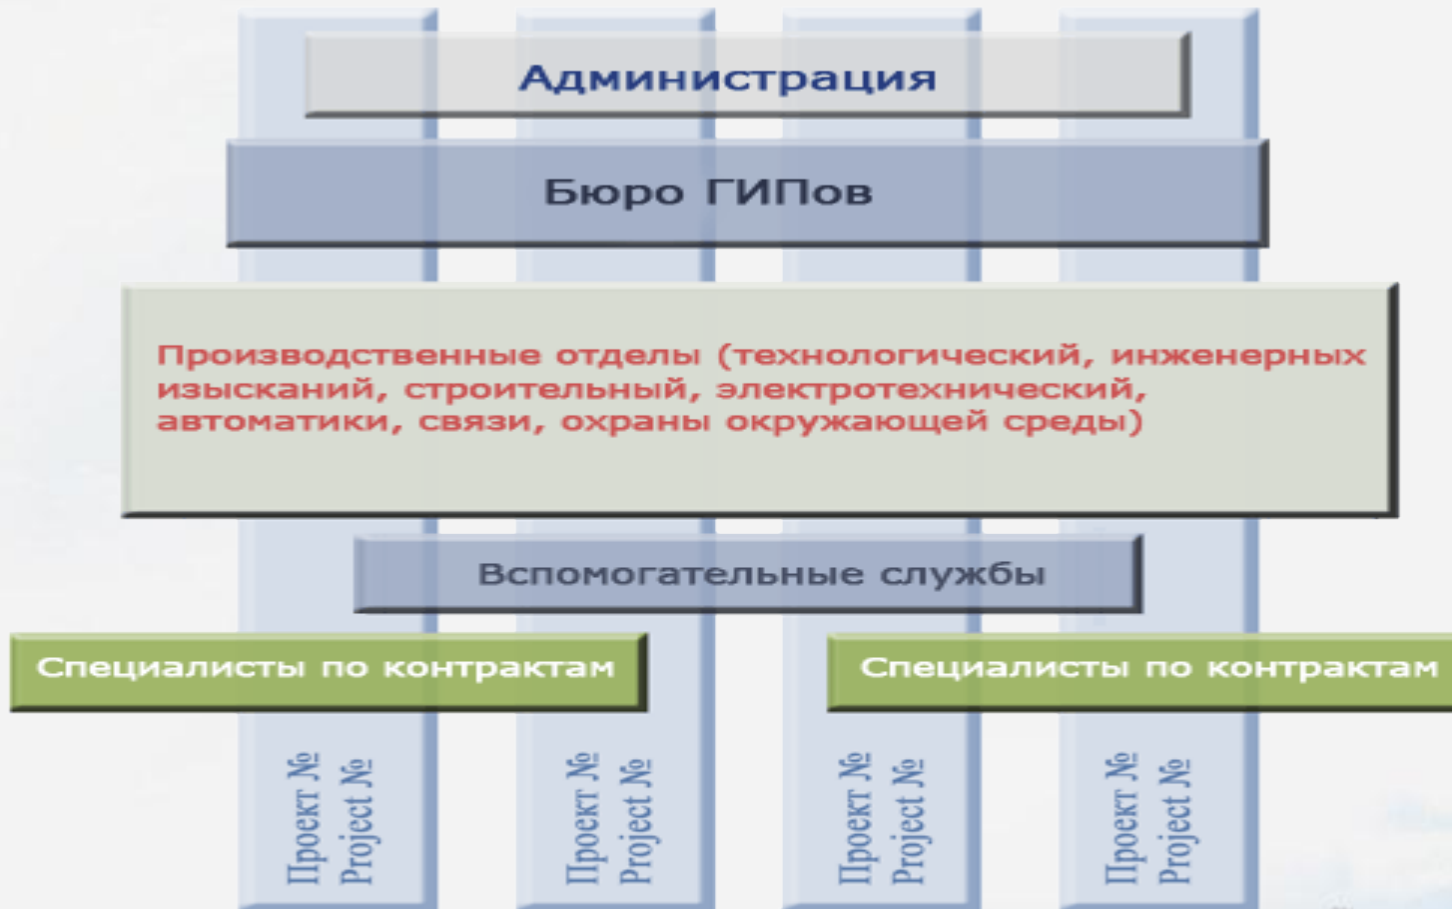 Администрация
Бюро ГИПов
Производственные отделы (технологический, инженерных
изысканий, строительный, электротехнический,
автоматики, связи, охраны окружающей среды)
Вспомогательные службы
Специалисты по контрактам
Специалисты по контрактам
Проект №
Project №
Проект №
Project №
Проект №
Project №
Проект №
Project №